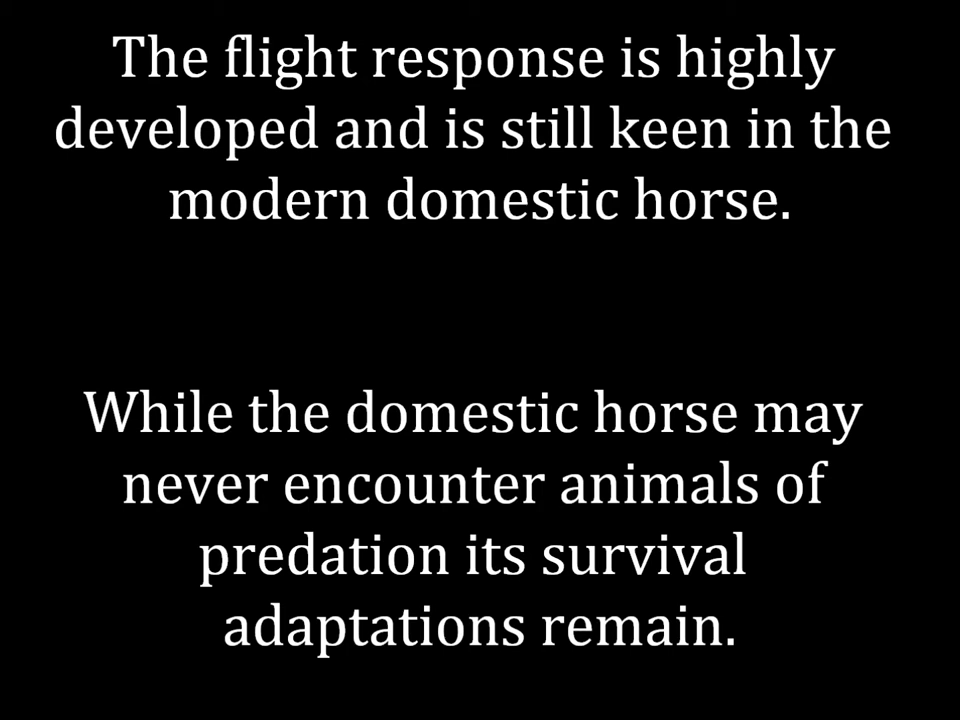 The flight response is highly
developed and is still keen in the
modern domestic horse.
While the domestic horse may
never encounter animals of
predation its survival
adaptations remain.